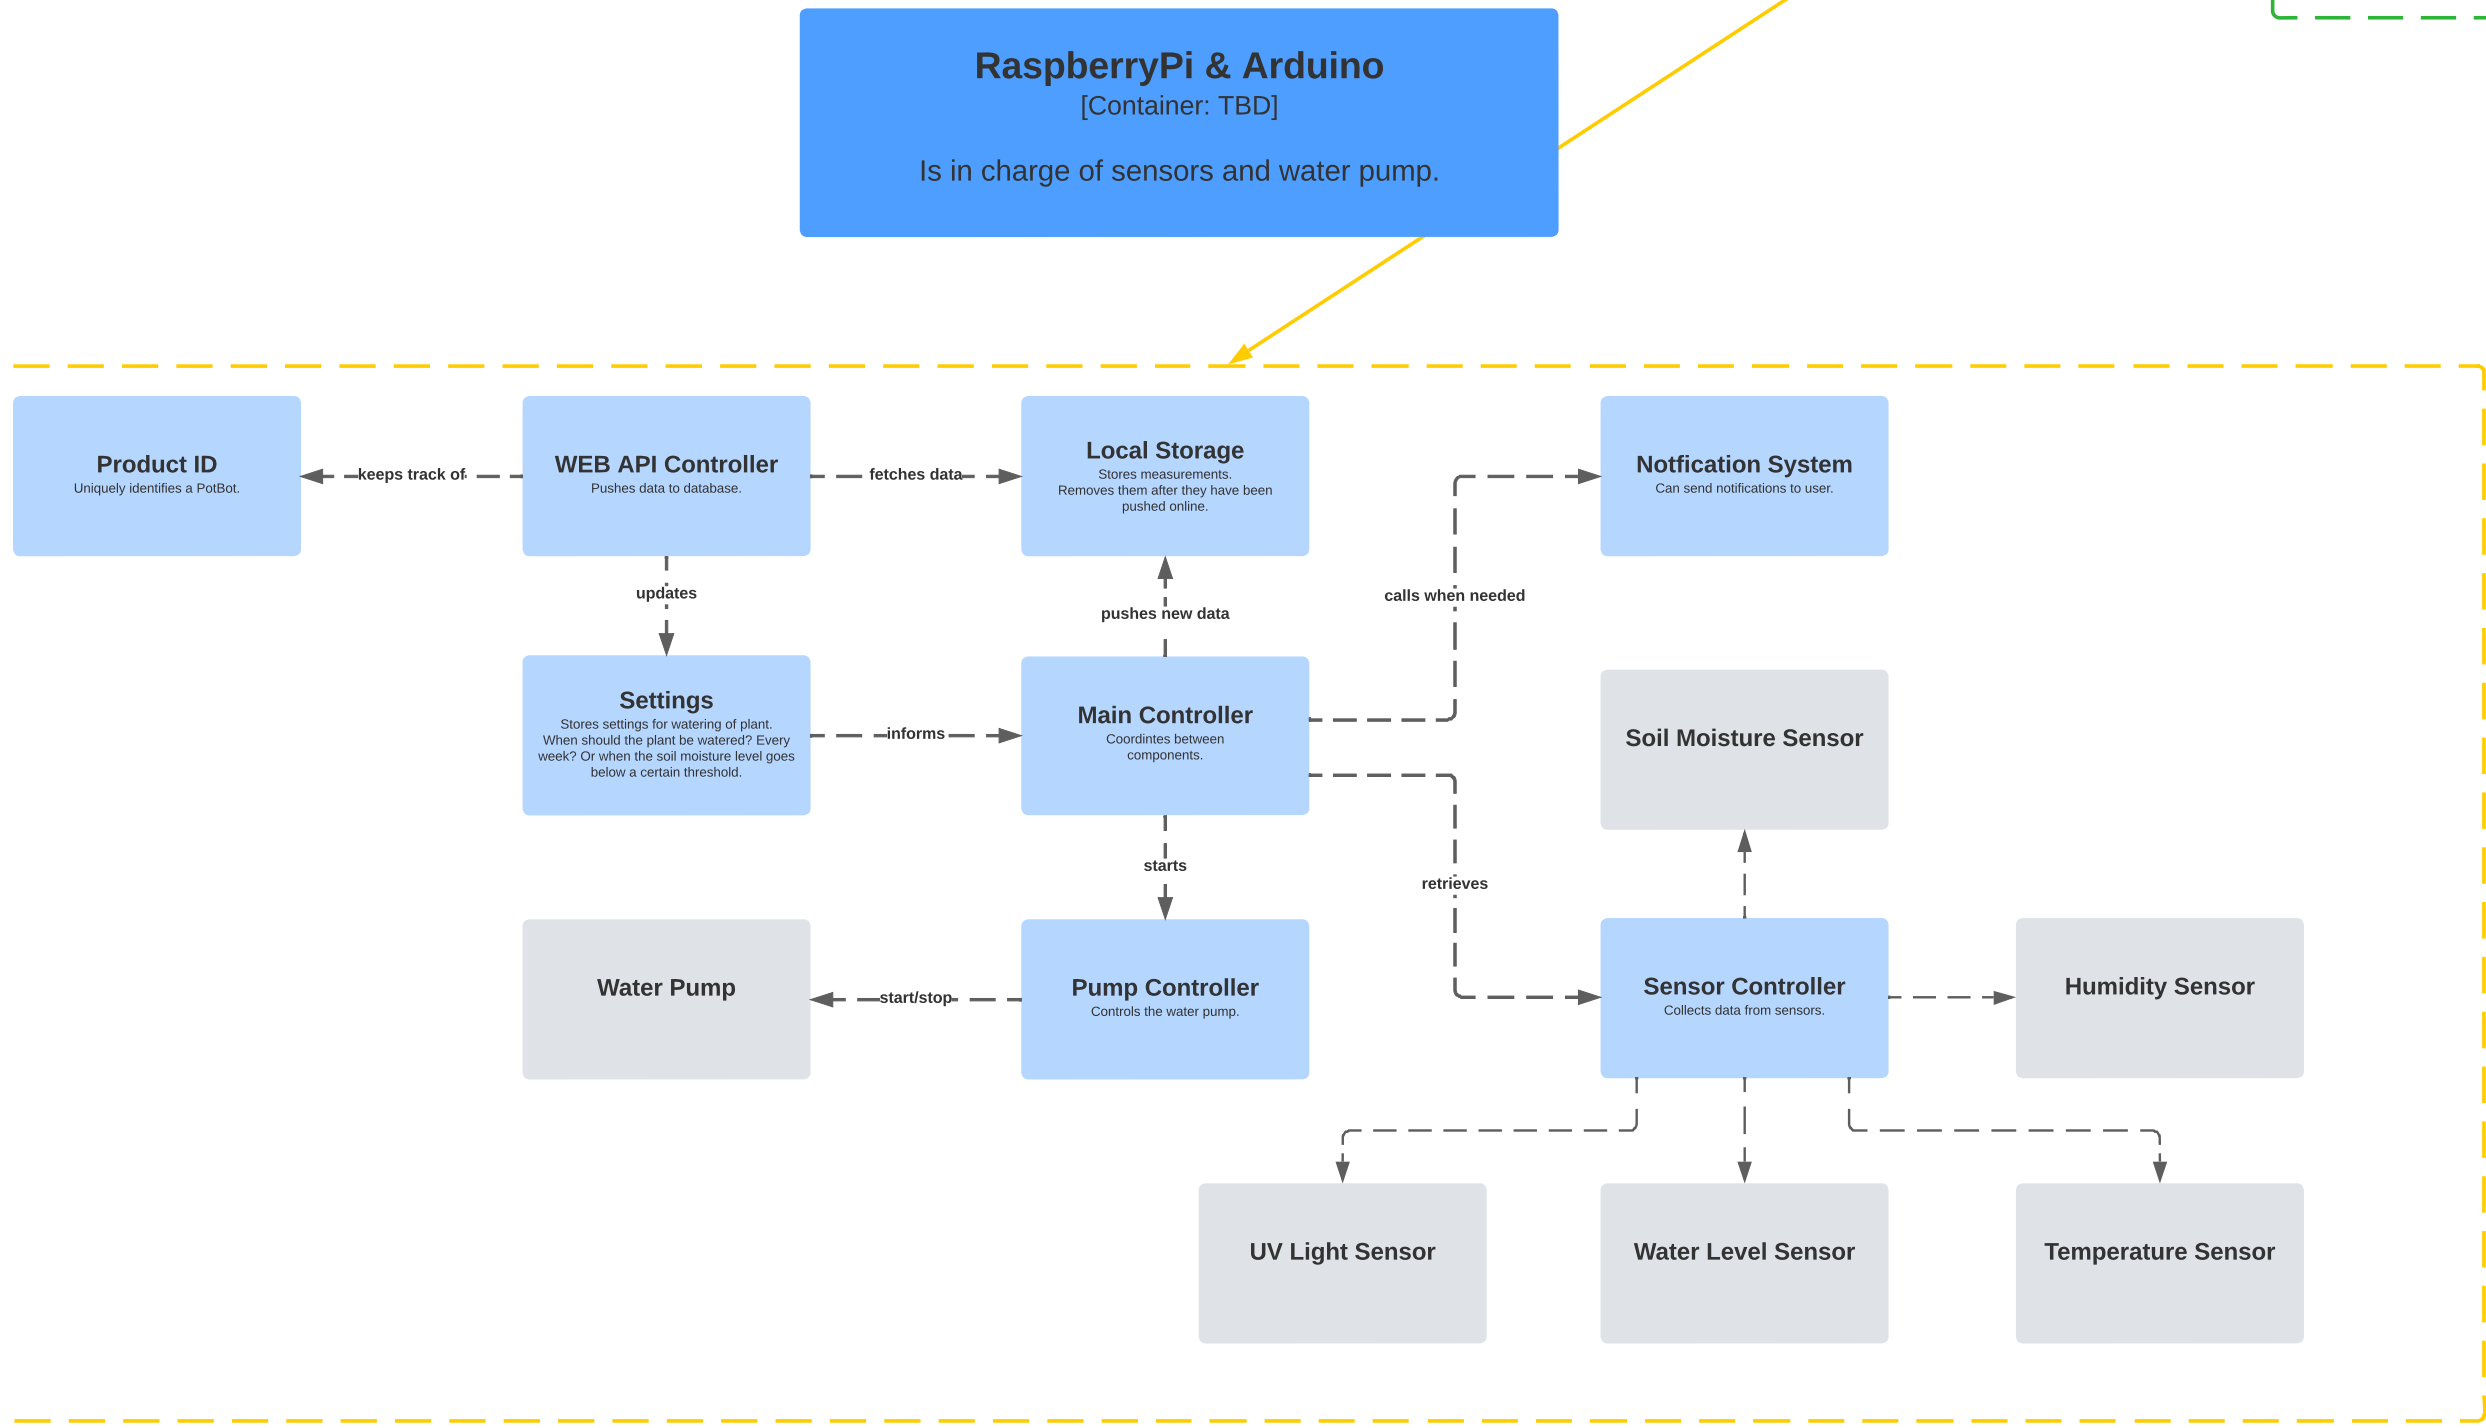 RaspberryPi & Arduino
[Container: TBD]
Is in charge of sensors and water pump.
Product ID
Uniquely identifies a PotBot.
keeps track of
WEB API Controller
Pushes data to database.
fetches data
Local Storage
Stores measurements.
Removes them after they have been
pushed online.
Notfication System
Can send notifications to user.
updates
pushes new data
calls when needed
Settings
Stores settings for watering of plant.
When should the plant be watered? Every
week? Or when the soil moisture level goes
below a certain threshold.
informs
Main Controller
Coordintes between
components.
Soil Moisture Sensor
starts
retrieves
Water Pump
start/stop
Pump Controller
Controls the water pump.
Sensor Controller
Collects data from sensors.
Humidity Sensor
UV Light Sensor
Water Level Sensor
Temperature Sensor